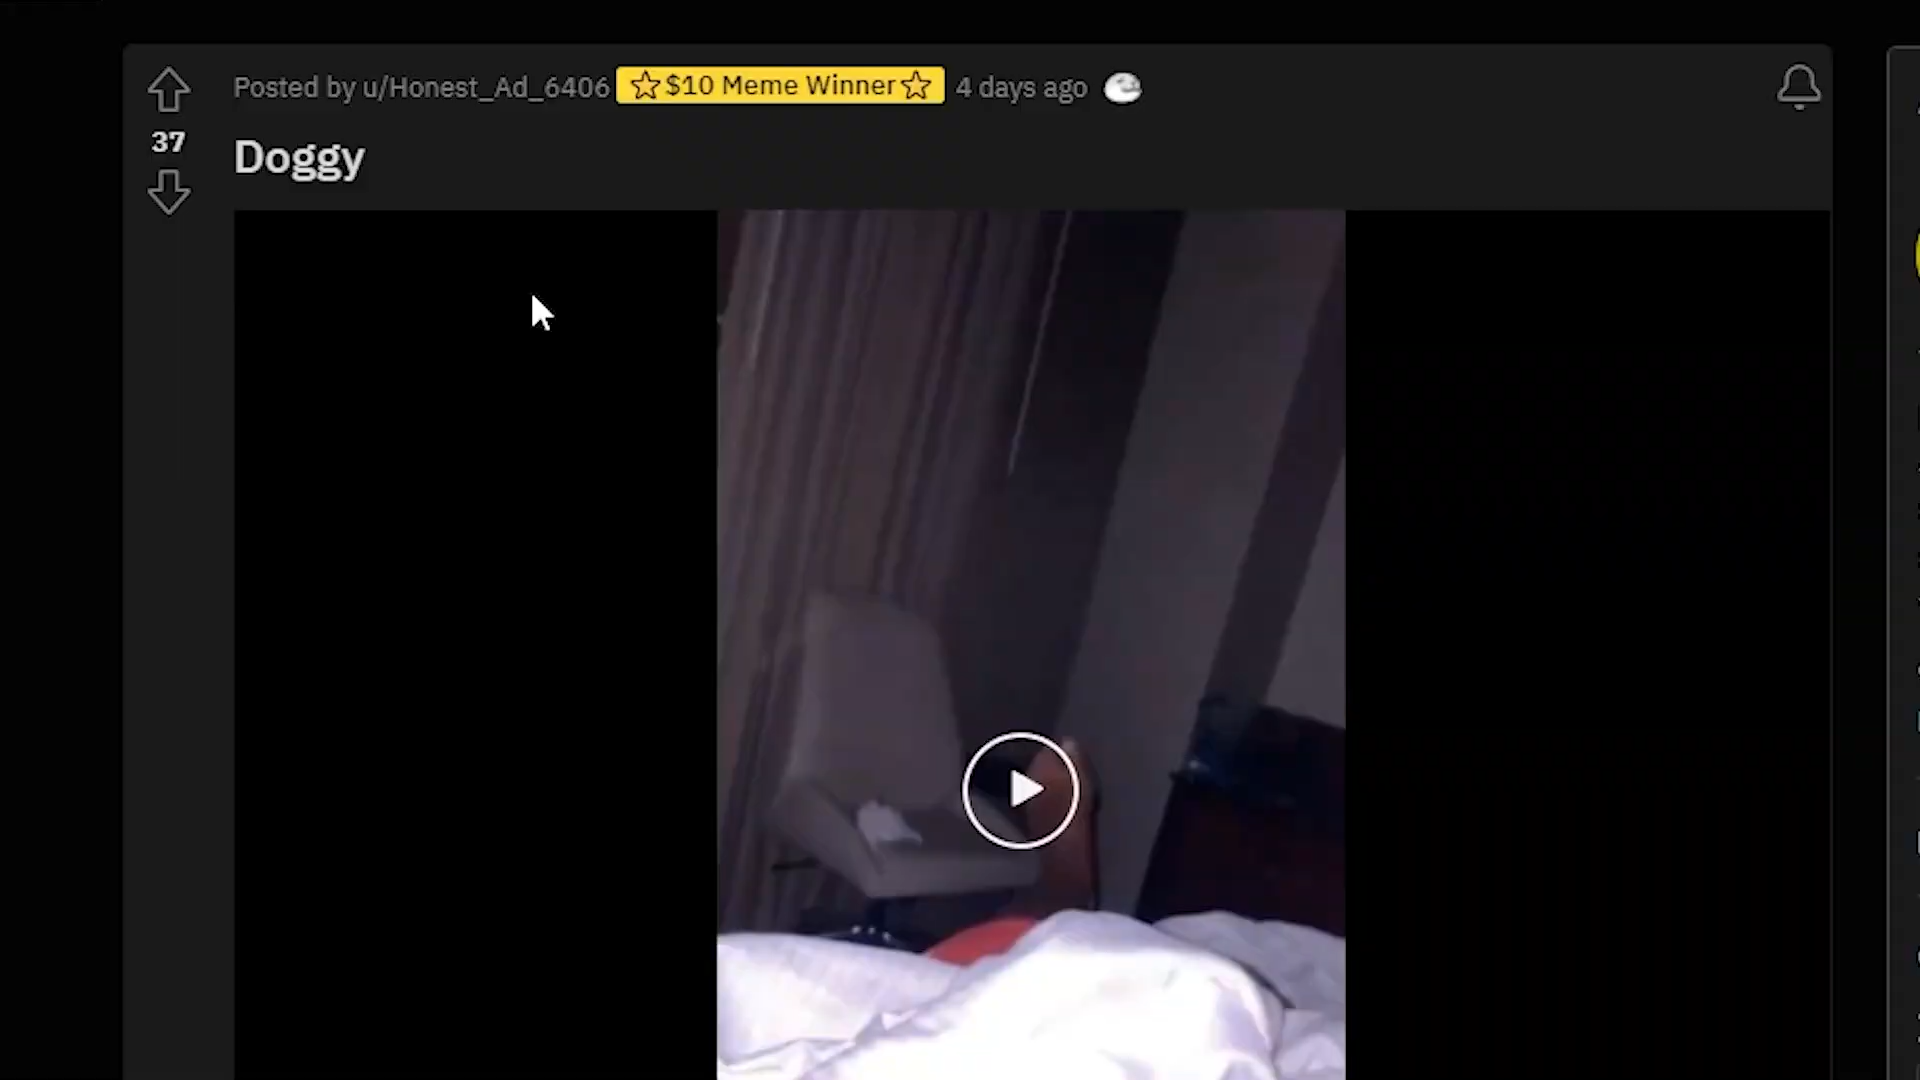 Posted by u/Honest_Ad_6406 ☆$10 Meme Winner☆ 4 days ago
37
Doggy